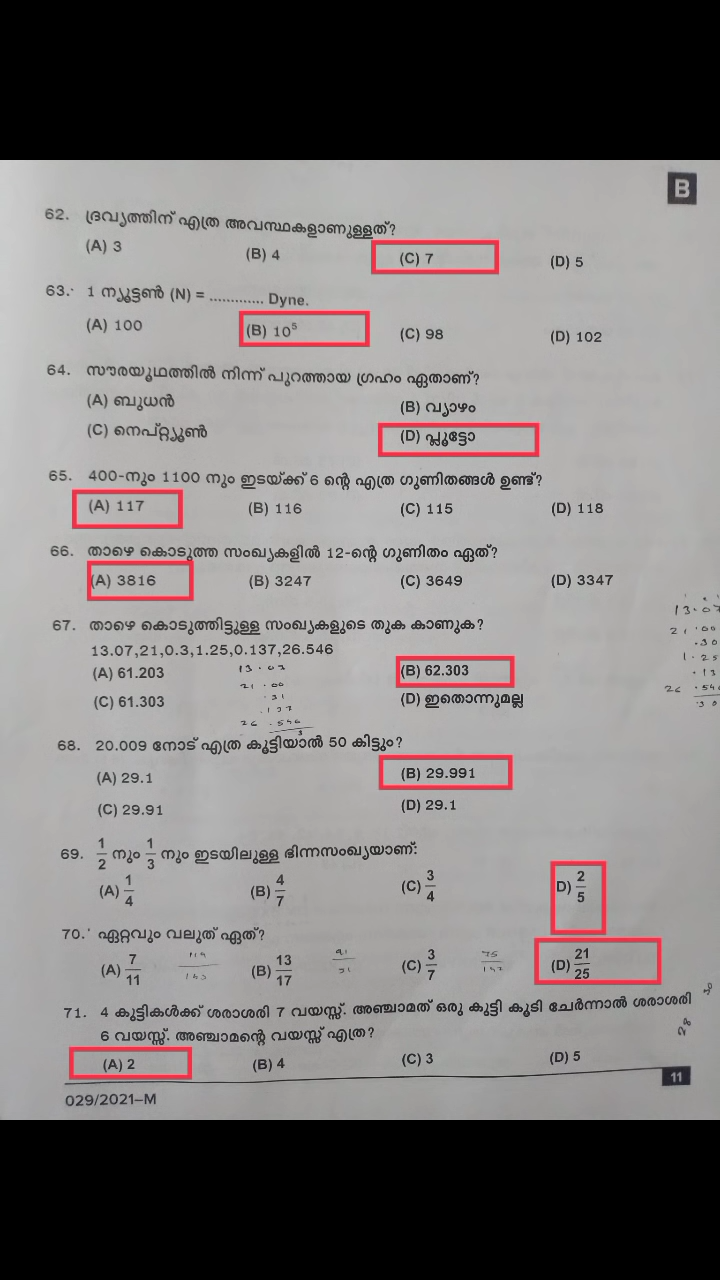 B
62. ദ്രവ്യത്തിന് എത്ര അവസ്ഥകളാണുള്ളത്?
(A) 3 (B) 4 (C) 7 (D) 5
63. 1 ന്യൂട്ടൺ (N) = ............. Dyne.
(A) 100 (B) 10⁵ (C) 98 (D) 102
64. സൗരയൂഥത്തിൽ നിന്ന് പുറത്തായ ഗ്രഹം ഏതാണ്?
(A) ബുധൻ (B) വ്യാഴം
(C) നെപ്റ്റ്യൂൺ (D) പ്ലൂട്ടോ
65. 400-നും 1100 നും ഇടയ്ക്ക് 6 ന്റെ എത്ര ഗുണിതങ്ങൾ ഉണ്ട്?
(A) 117 (B) 116 (C) 115 (D) 118
66. താഴെ കൊടുത്ത സംഖ്യകളിൽ 12-ന്റെ ഗുണിതം ഏത്?
(A) 3816 (B) 3247 (C) 3649 (D) 3347
67. താഴെ കൊടുത്തിട്ടുള്ള സംഖ്യകളുടെ തുക കാണുക?
13.07,21,0.3,1.25,0.137,26.546
(A) 61.203 (B) 62.303
(C) 61.303 (D) ഇതൊന്നുമല്ല
68. 20.009 നോട് എത്ര കൂട്ടിയാൽ 50 കിട്ടും?
(A) 29.1 (B) 29.991
(C) 29.91 (D) 29.1
69. 1/2 നും 1/3 നും ഇടയിലുള്ള ഭിന്നസംഖ്യയാണ്:
(A) 1/4 (B) 4/7 (C) 3/4 D) 2/5
70. ഏറ്റവും വലുത് ഏത്?
(A) 7/11 (B) 13/17 (C) 3/7 (D) 21/25
71. 4 കുട്ടികൾക്ക് ശരാശരി 7 വയസ്സ്. അഞ്ചാമത് ഒരു കുട്ടി കൂടി ചേർന്നാൽ ശരാശരി
6 വയസ്സ്. അഞ്ചാമന്റെ വയസ്സ് എത്ര?
(A) 2 (B) 4 (C) 3 (D) 5
11
029/2021–M